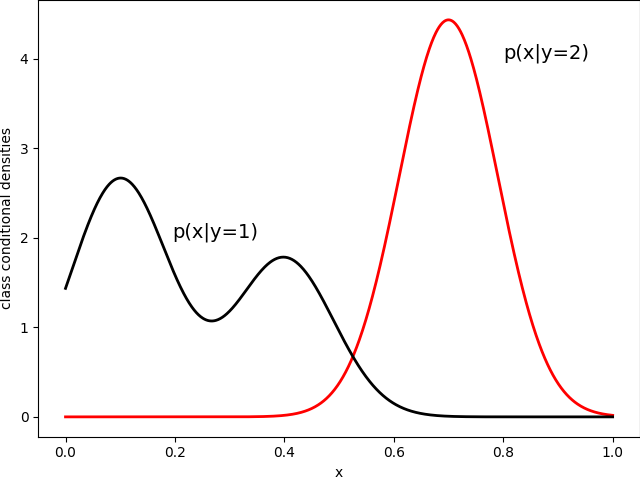 p(x|y=2)
p(x|y=1)
class conditional densities
4
3
2
1
0
0.0 0.2 0.4 0.6 0.8 1.0
x